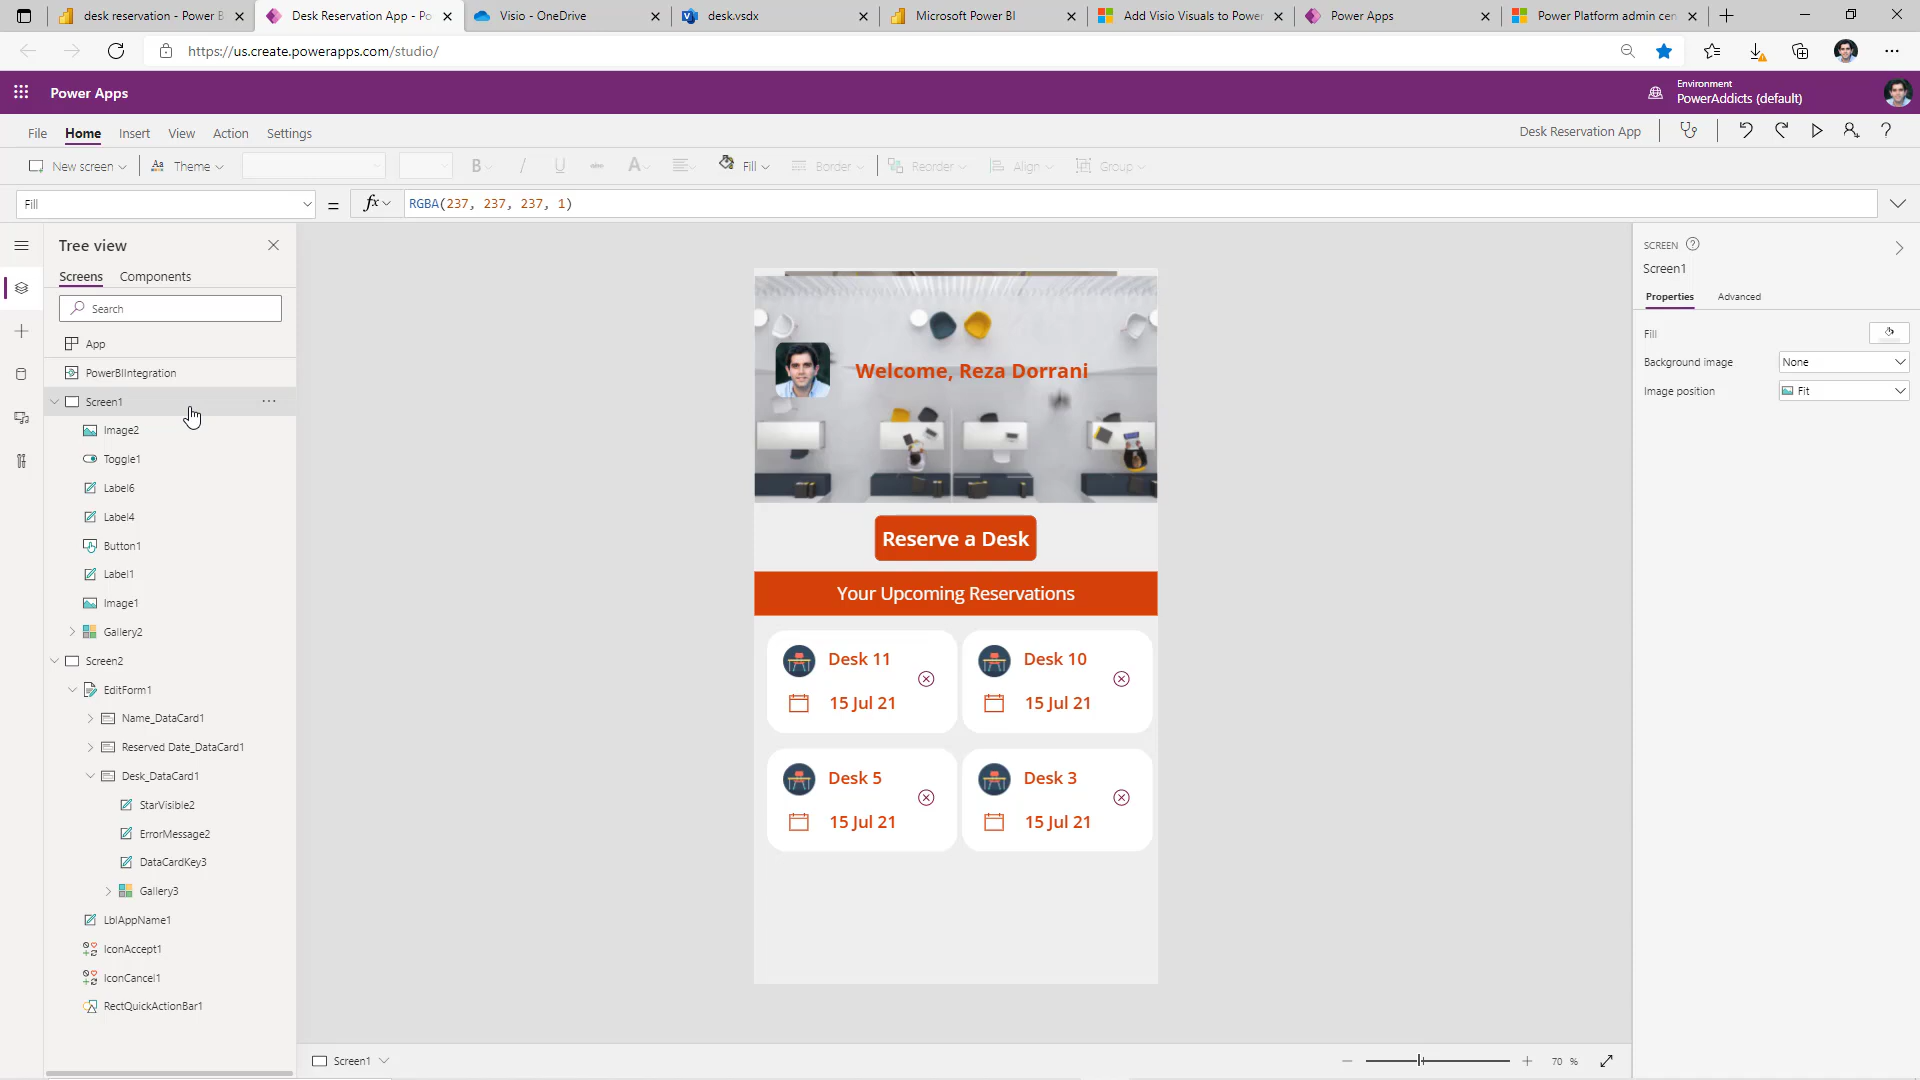 desk reservation - Power B
Desk Reservation App - Po
Visio - OneDrive
desk.vsdx
Microsoft Power BI
Add Visio Visuals to Power
Power Apps
Power Platform admin cen
https://us.create.powerapps.com/studio/
Power Apps
Environment
PowerAddicts (default)
File
Home
Insert
View
Action
Settings
Desk Reservation App
New screen
Theme
B
Fill
Border
Reorder
Align
Group
Fill
=
fx
RGBA(237, 237, 237, 1)
Tree view
Screens
Components
Search
App
PowerBIIntegration
Screen1
Image2
Toggle1
Label6
Label4
Button1
Label1
Image1
Gallery2
Screen2
EditForm1
Name_DataCard1
Reserved Date_DataCard1
Desk_DataCard1
StarVisible2
ErrorMessage2
DataCardKey3
Gallery3
LblAppName1
IconAccept1
IconCancel1
RectQuickActionBar1
Welcome, Reza Dorrani
Reserve a Desk
Your Upcoming Reservations
Desk 11
15 Jul 21
Desk 10
15 Jul 21
Desk 5
15 Jul 21
Desk 3
15 Jul 21
Screen1
70 %
SCREEN
Screen1
Properties
Advanced
Fill
Background image
None
Image position
Fit